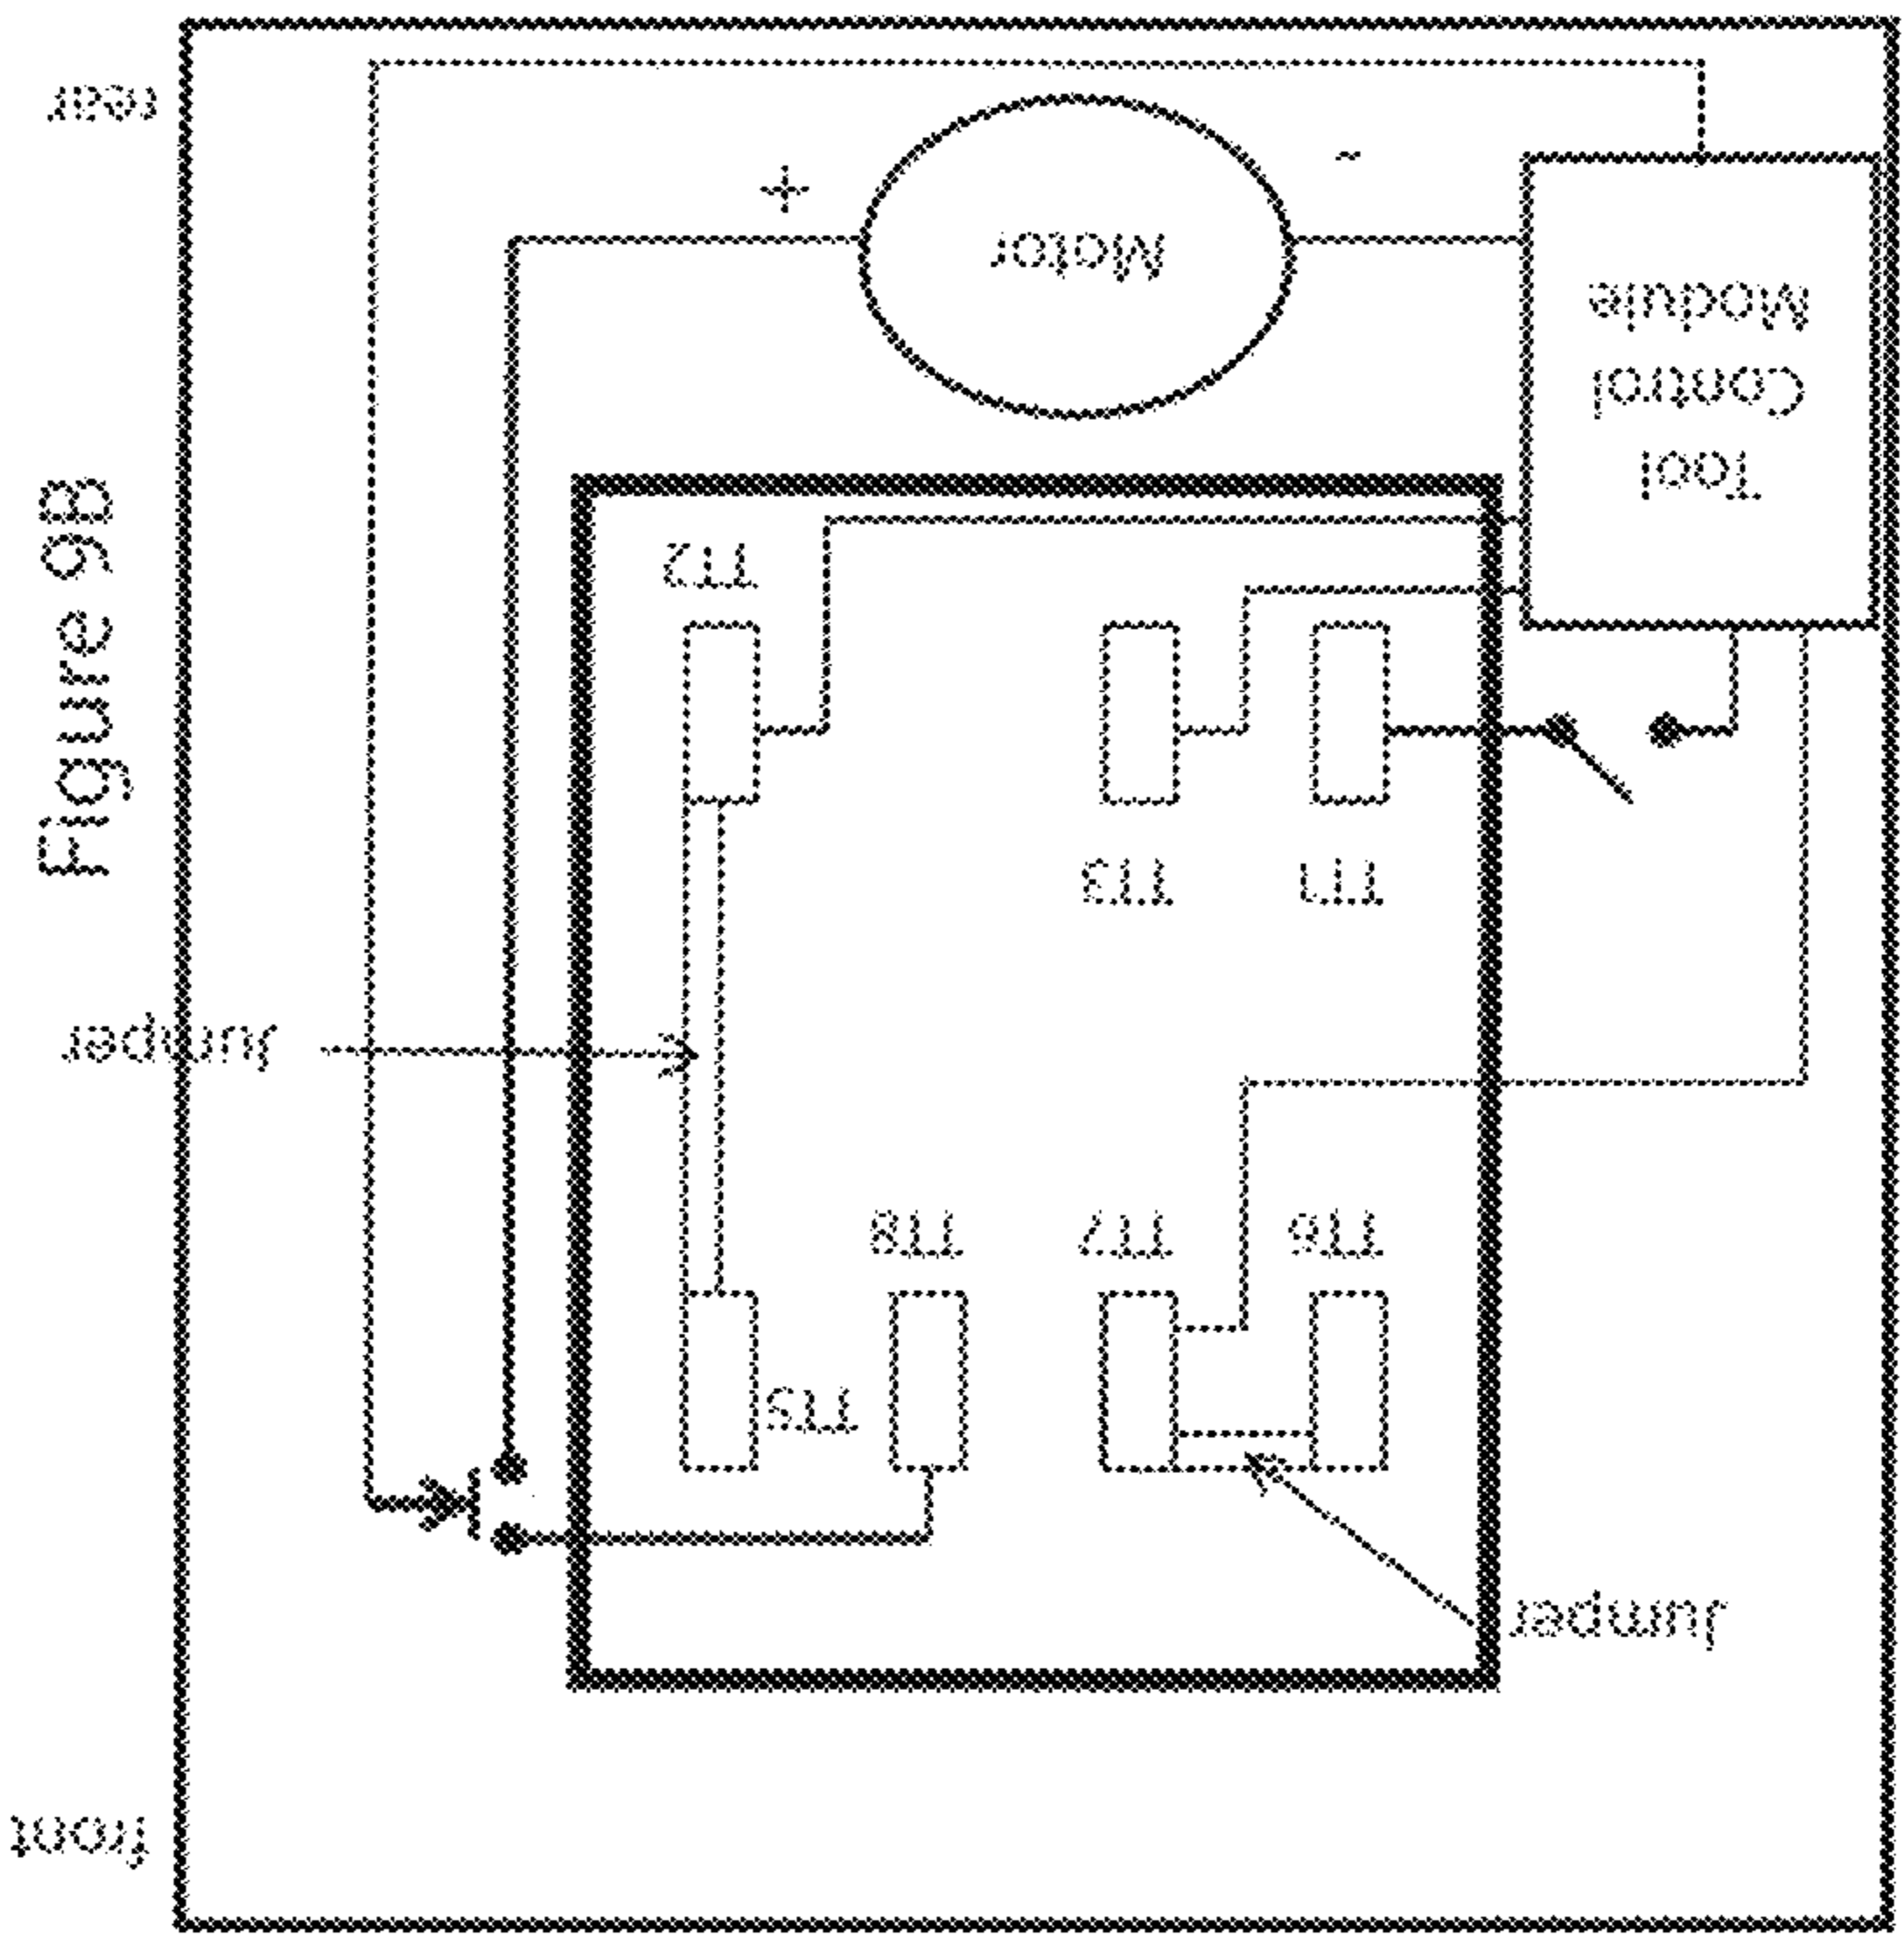 front
Jumper
TT5
TT6 TT7 TT8
Jumper
TT1 TT3
Figure 9B
TT2
Tool
Control
Module
Motor
- +
rear